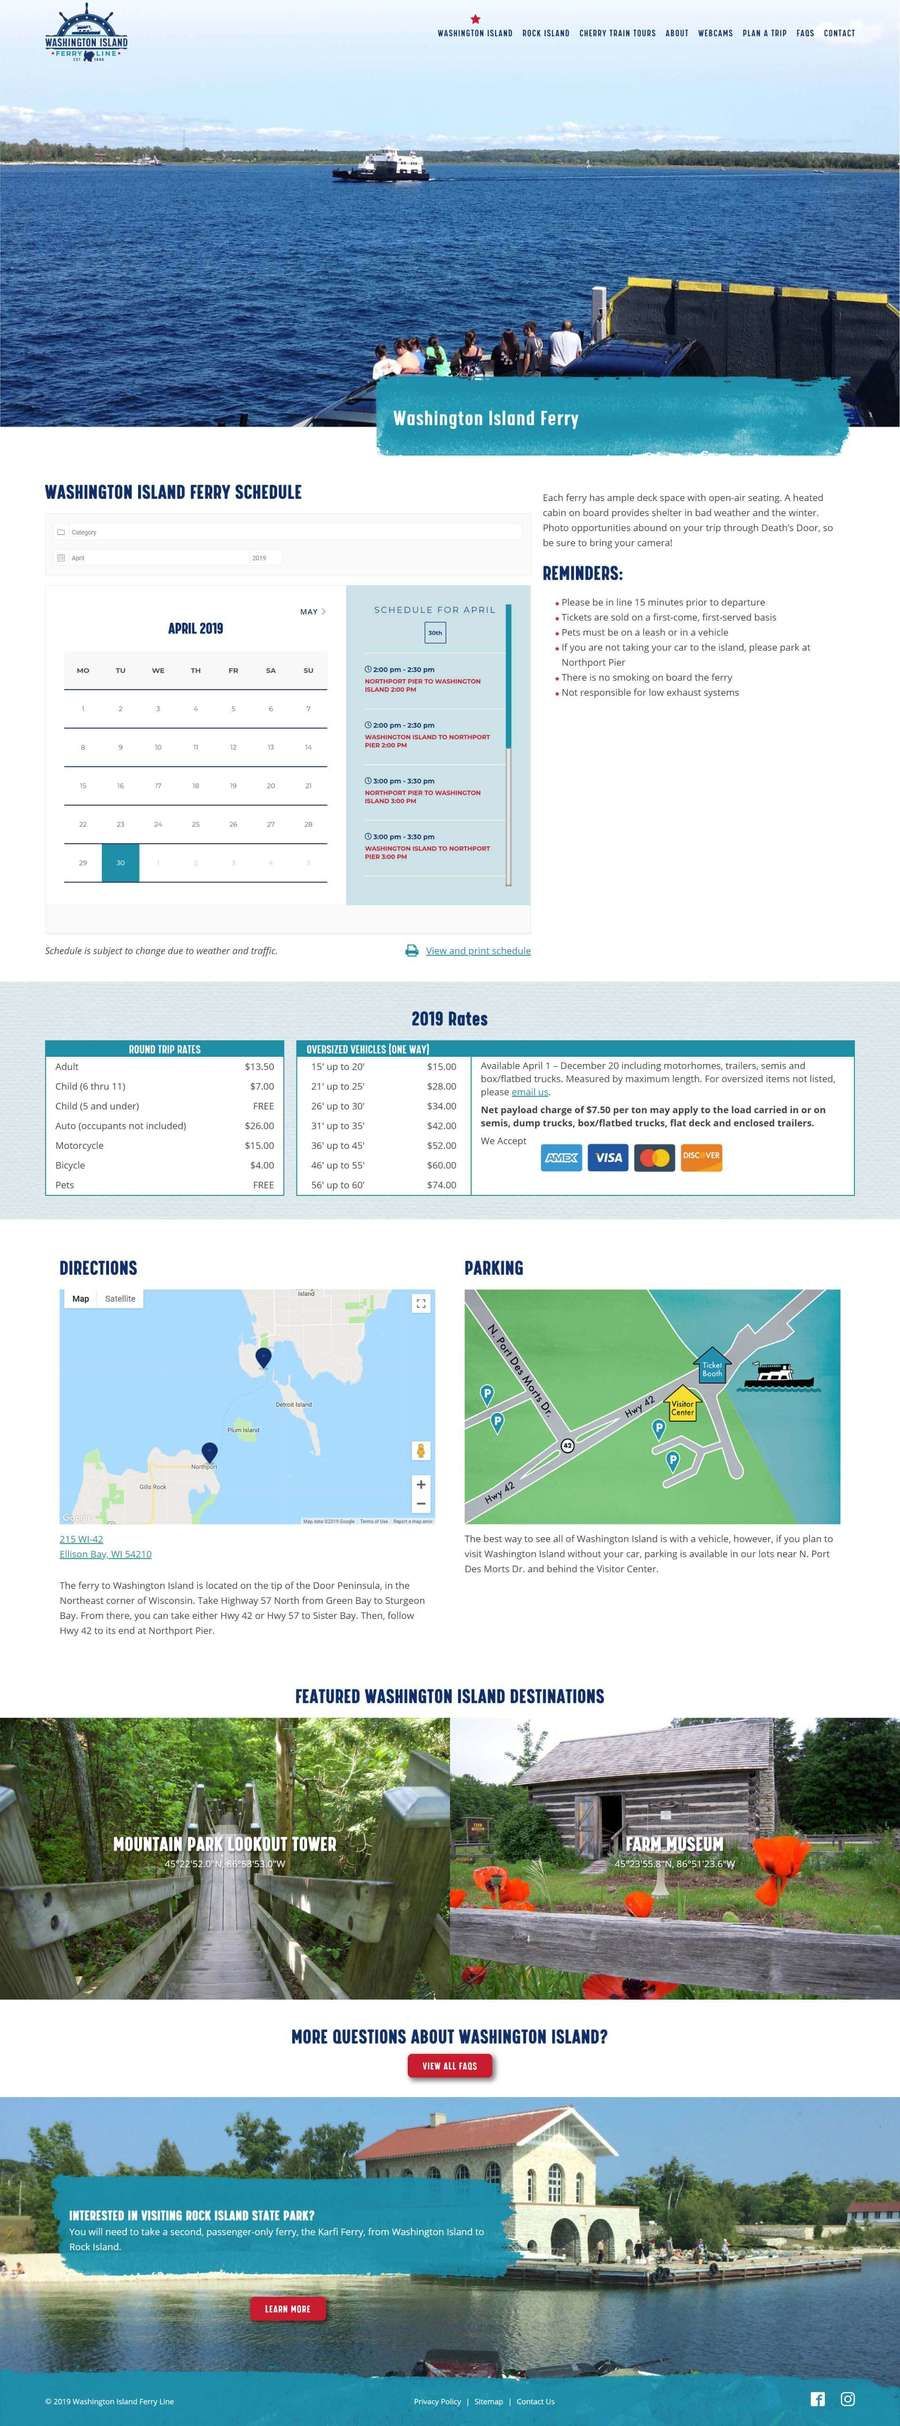 WASHINGTON ISLAND
FERRY LINE
EST 1940
WASHINGTON ISLAND ROCK ISLAND CHERRY TRAIN TOURS ABOUT WEBCAMS PLAN A TRIP FAQS CONTACT
Washington Island Ferry
WASHINGTON ISLAND FERRY SCHEDULE
Category
April 2019
MAY
APRIL 2019
MO TU WE TH FR SA SU
1 2 3 4 5 6 7
8 9 10 11 12 13 14
15 16 17 18 19 20 21
22 23 24 25 26 27 28
29 30 1 2 3 4 5
SCHEDULE FOR APRIL
30th
2:00 pm - 2:30 pm
NORTHPORT PIER TO WASHINGTON
ISLAND 2:00 PM
2:00 pm - 2:30 pm
WASHINGTON ISLAND TO NORTHPORT
PIER 2:00 PM
3:00 pm - 3:30 pm
NORTHPORT PIER TO WASHINGTON
ISLAND 3:00 PM
3:00 pm - 3:30 pm
WASHINGTON ISLAND TO NORTHPORT
PIER 3:00 PM
Schedule is subject to change due to weather and traffic.
View and print schedule
Each ferry has ample deck space with open-air seating. A heated
cabin on board provides shelter in bad weather and the winter.
Photo opportunities abound on your trip through Death's Door, so
be sure to bring your camera!
REMINDERS:
Please be in line 15 minutes prior to departure
Tickets are sold on a first-come, first-served basis
Pets must be on a leash or in a vehicle
If you are not taking your car to the island, please park at
Northport Pier
There is no smoking on board the ferry
Not responsible for low exhaust systems
2019 Rates
ROUND TRIP RATES
Adult $13.50
Child (6 thru 11) $7.00
Child (5 and under) FREE
Auto (occupants not included) $26.00
Motorcycle $15.00
Bicycle $4.00
Pets FREE
OVERSIZED VEHICLES (ONE WAY)
15' up to 20' $15.00
21' up to 25' $28.00
26' up to 30' $34.00
31' up to 35' $42.00
36' up to 45' $52.00
46' up to 55' $60.00
56' up to 60' $74.00
Available April 1 – December 20 including motorhomes, trailers, semis and
box/flatbed trucks. Measured by maximum length. For oversized items not listed,
please email us.
Net payload charge of $7.50 per ton may apply to the load carried in or on
semis, dump trucks, box/flatbed trucks, flat deck and enclosed trailers.
We Accept
AMEX VISA DISCOVER
DIRECTIONS
Map Satellite
Island
Detroit Island
Plum Island
Northport
Gills Rock
Google
Map data ©2019 Google Terms of Use Report a map error
215 WI-42
Ellison Bay, WI 54210
The ferry to Washington Island is located on the tip of the Door Peninsula, in the
Northeast corner of Wisconsin. Take Highway 57 North from Green Bay to Sturgeon
Bay. From there, you can take either Hwy 42 or Hwy 57 to Sister Bay. Then, follow
Hwy 42 to its end at Northport Pier.
PARKING
N. Port Des Morts Dr.
Ticket
Booth
Visitor
Center
Hwy 42
P
P
P
P
42
Hwy 42
The best way to see all of Washington Island is with a vehicle, however, if you plan to
visit Washington Island without your car, parking is available in our lots near N. Port
Des Morts Dr. and behind the Visitor Center.
FEATURED WASHINGTON ISLAND DESTINATIONS
MOUNTAIN PARK LOOKOUT TOWER
45°22'52.0"N, 86°53'53.0"W
FARM MUSEUM
45°23'55.8"N, 86°51'23.6"W
MORE QUESTIONS ABOUT WASHINGTON ISLAND?
VIEW ALL FAQS
INTERESTED IN VISITING ROCK ISLAND STATE PARK?
You will need to take a second, passenger-only ferry, the Karfi Ferry, from Washington Island to
Rock Island.
LEARN MORE
© 2019 Washington Island Ferry Line
Privacy Policy | Sitemap | Contact Us